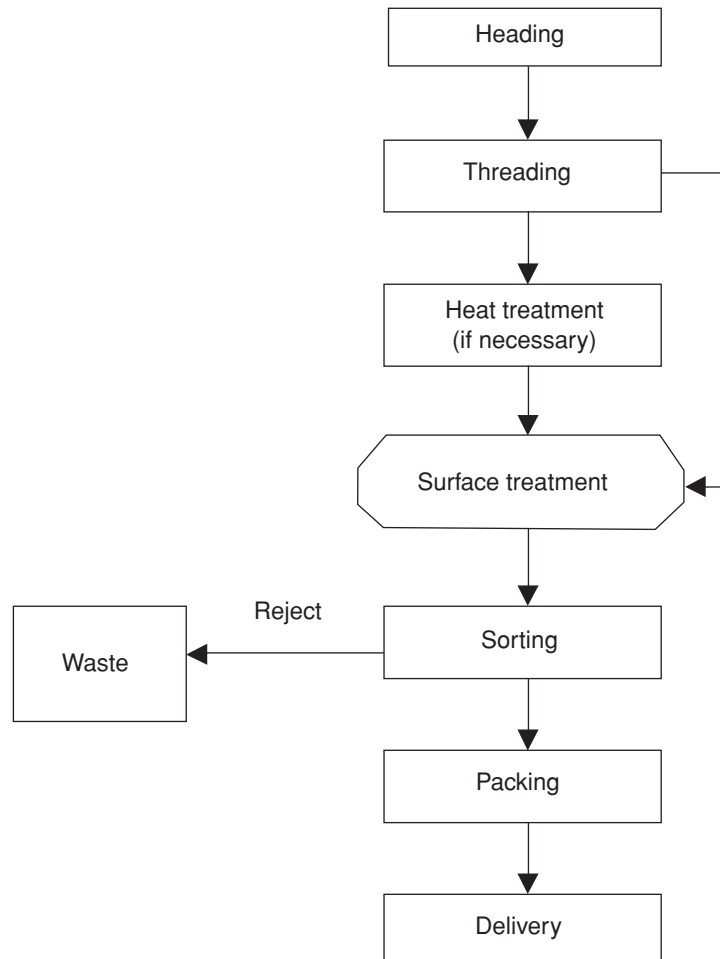 Heading
Threading
Heat treatment
(if necessary)
Surface treatment
Reject
Sorting
Waste
Packing
Delivery